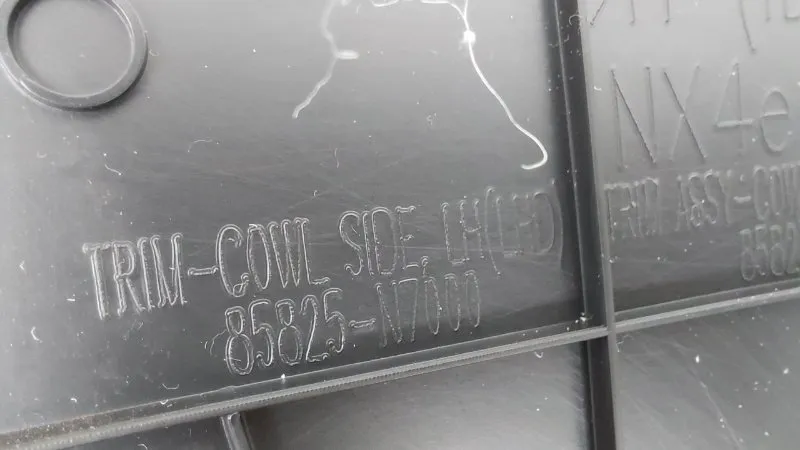 TRIM-COWL SIDE, LH(LHD)
85825-N7000
NX4e
TRIM ASSY-COW
8582